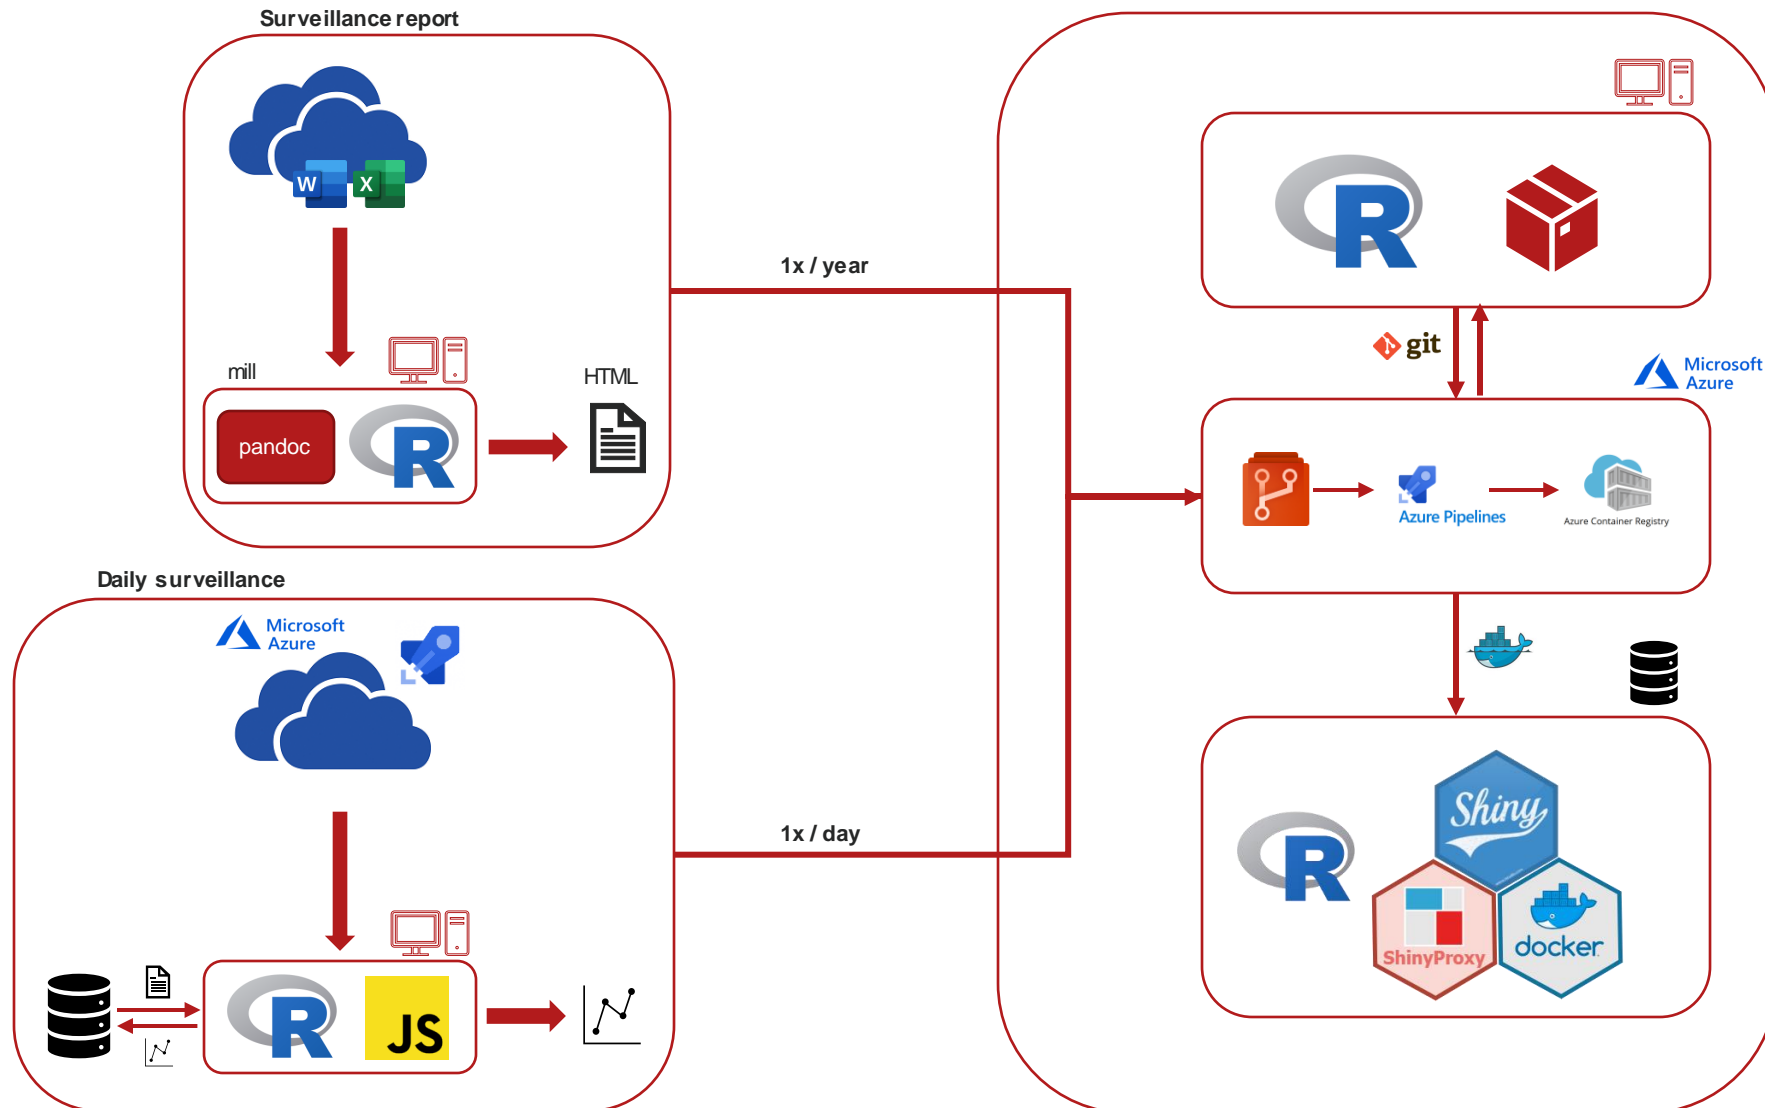 Surveillance report
W
X
mill
pandoc
R
HTML
1x / year
R
git
Microsoft
Azure
Azure Pipelines
Azure Container Registry
Daily surveillance
Microsoft
Azure
R
JS
1x / day
R
Shiny
ShinyProxy
docker